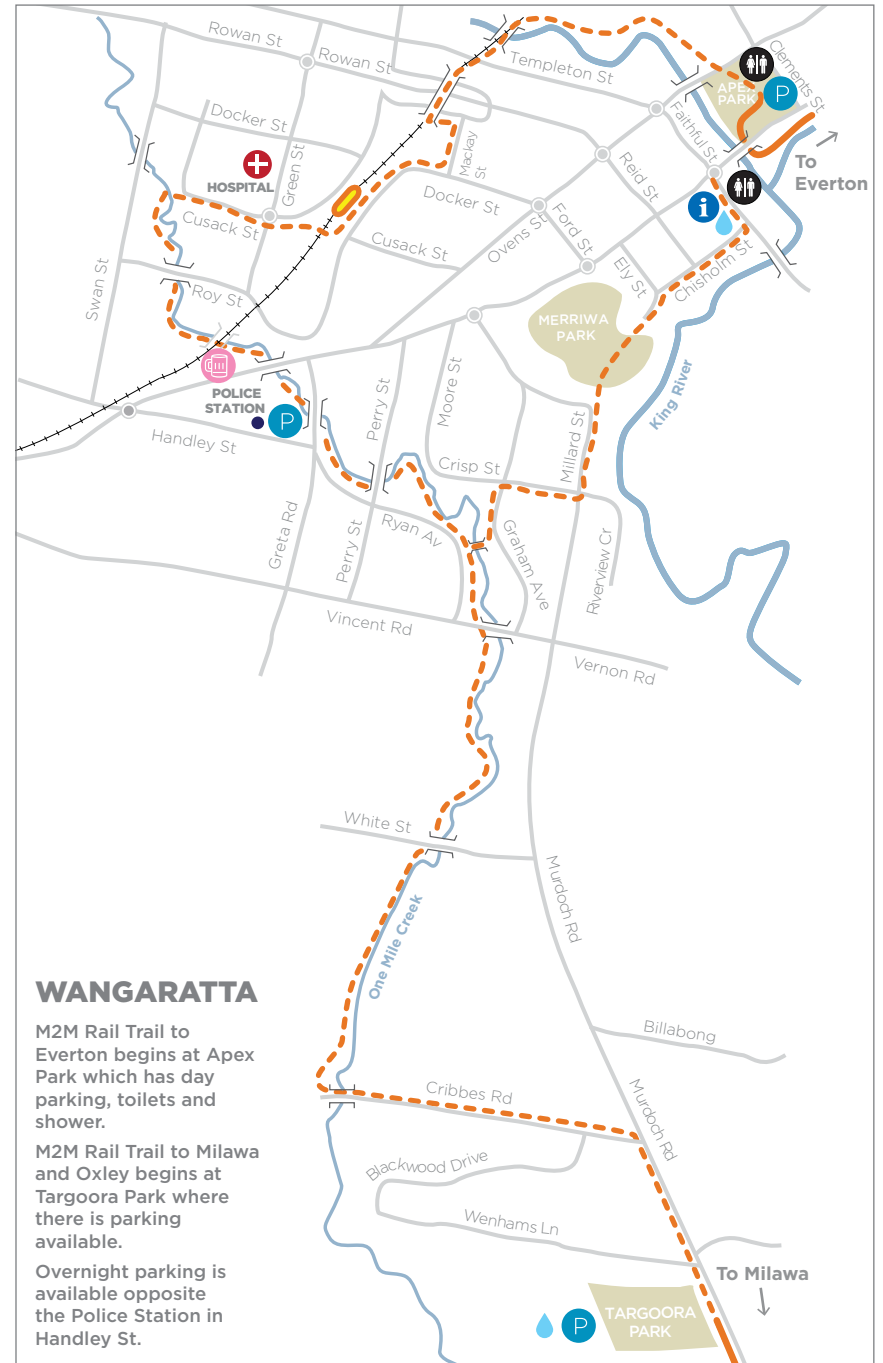 Rowan St
Rowan St
Templeton St
Clements St
APEX
PARK
P
Docker St
Mackay
St
Faithful St
To
Everton
Green St
HOSPITAL
Reid St
Docker St
i
Cusack St
Cusack St
Ovens St
Ford St
Ely St
Chisholm St
Swan St
Roy St
MERRIWA
PARK
King River
POLICE
STATION
P
Perry St
Moore St
Millard St
Handley St
Crisp St
Greta Rd
Perry St
Ryan Av
Graham Ave
Riverview Cr
Vincent Rd
Vernon Rd
White St
Murdoch Rd
One Mile Creek
WANGARATTA
M2M Rail Trail to
Everton begins at Apex
Park which has day
parking, toilets and
shower.
M2M Rail Trail to Milawa
and Oxley begins at
Targoora Park where
there is parking
available.
Overnight parking is
available opposite
the Police Station in
Handley St.
Billabong
Cribbes Rd
Murdoch Rd
Blackwood Drive
Wenhams Ln
To Milawa
P
TARGOORA
PARK